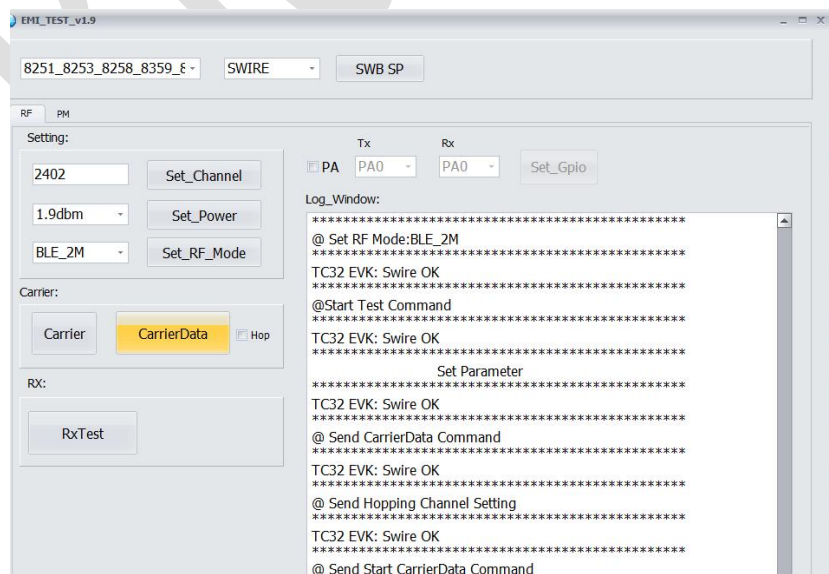 EMI_TEST_v1.9
8251_8253_8258_8359_8 SWIRE SWB SP
RF PM
Setting:
2402 Set_Channel
1.9dbm Set_Power
BLE_2M Set_RF_Mode
Carrier:
Carrier CarrierData Hop
RX:
RxTest
Tx Rx
PA PA0 PA0 Set_Gpio
Log_Window:
************************************************
@ Set RF Mode:BLE_2M
************************************************
TC32 EVK: Swire OK
************************************************
@Start Test Command
************************************************
TC32 EVK: Swire OK
************************************************
Set Parameter
************************************************
TC32 EVK: Swire OK
************************************************
@ Send CarrierData Command
************************************************
TC32 EVK: Swire OK
************************************************
@ Send Hopping Channel Setting
************************************************
TC32 EVK: Swire OK
************************************************
@ Send Start CarrierData Command